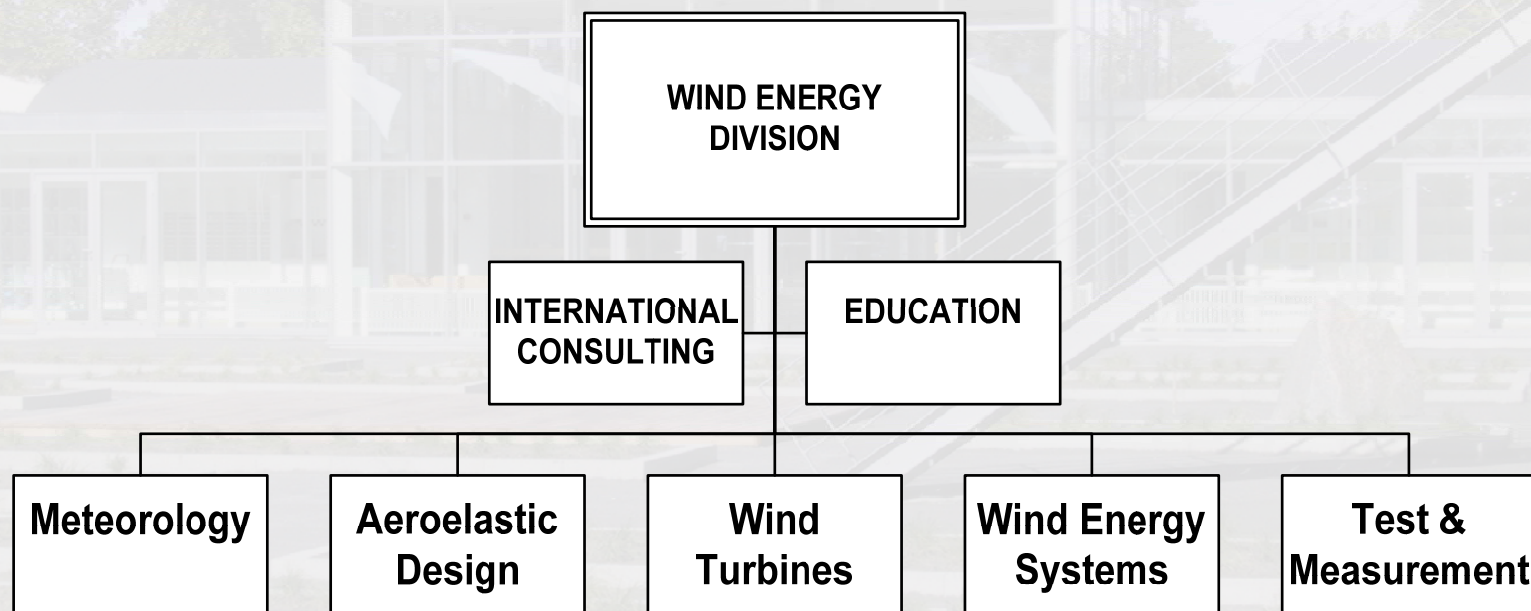 WIND ENERGY
DIVISION
INTERNATIONAL
CONSULTING
EDUCATION
Meteorology
Aeroelastic
Design
Wind
Turbines
Wind Energy
Systems
Test &
Measurement